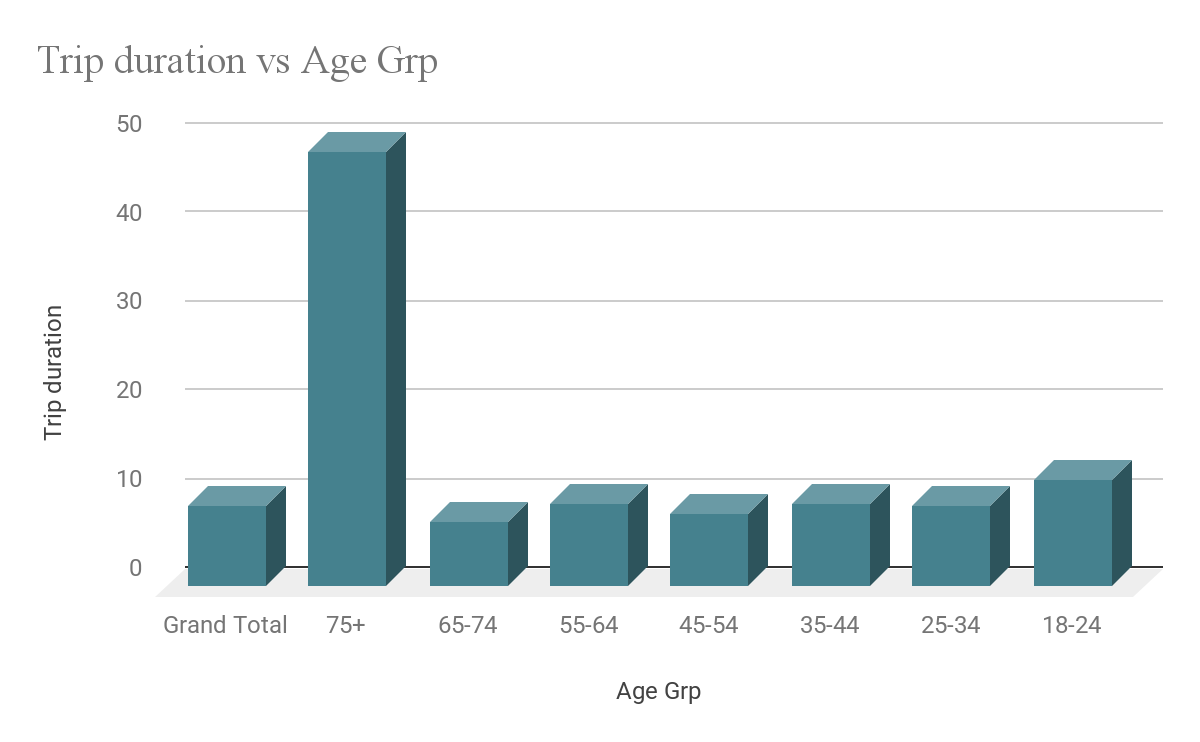 Trip duration vs Age Grp
50
40
30
20
10
0
Trip duration
Grand Total 75+ 65-74 55-64 45-54 35-44 25-34 18-24
Age Grp